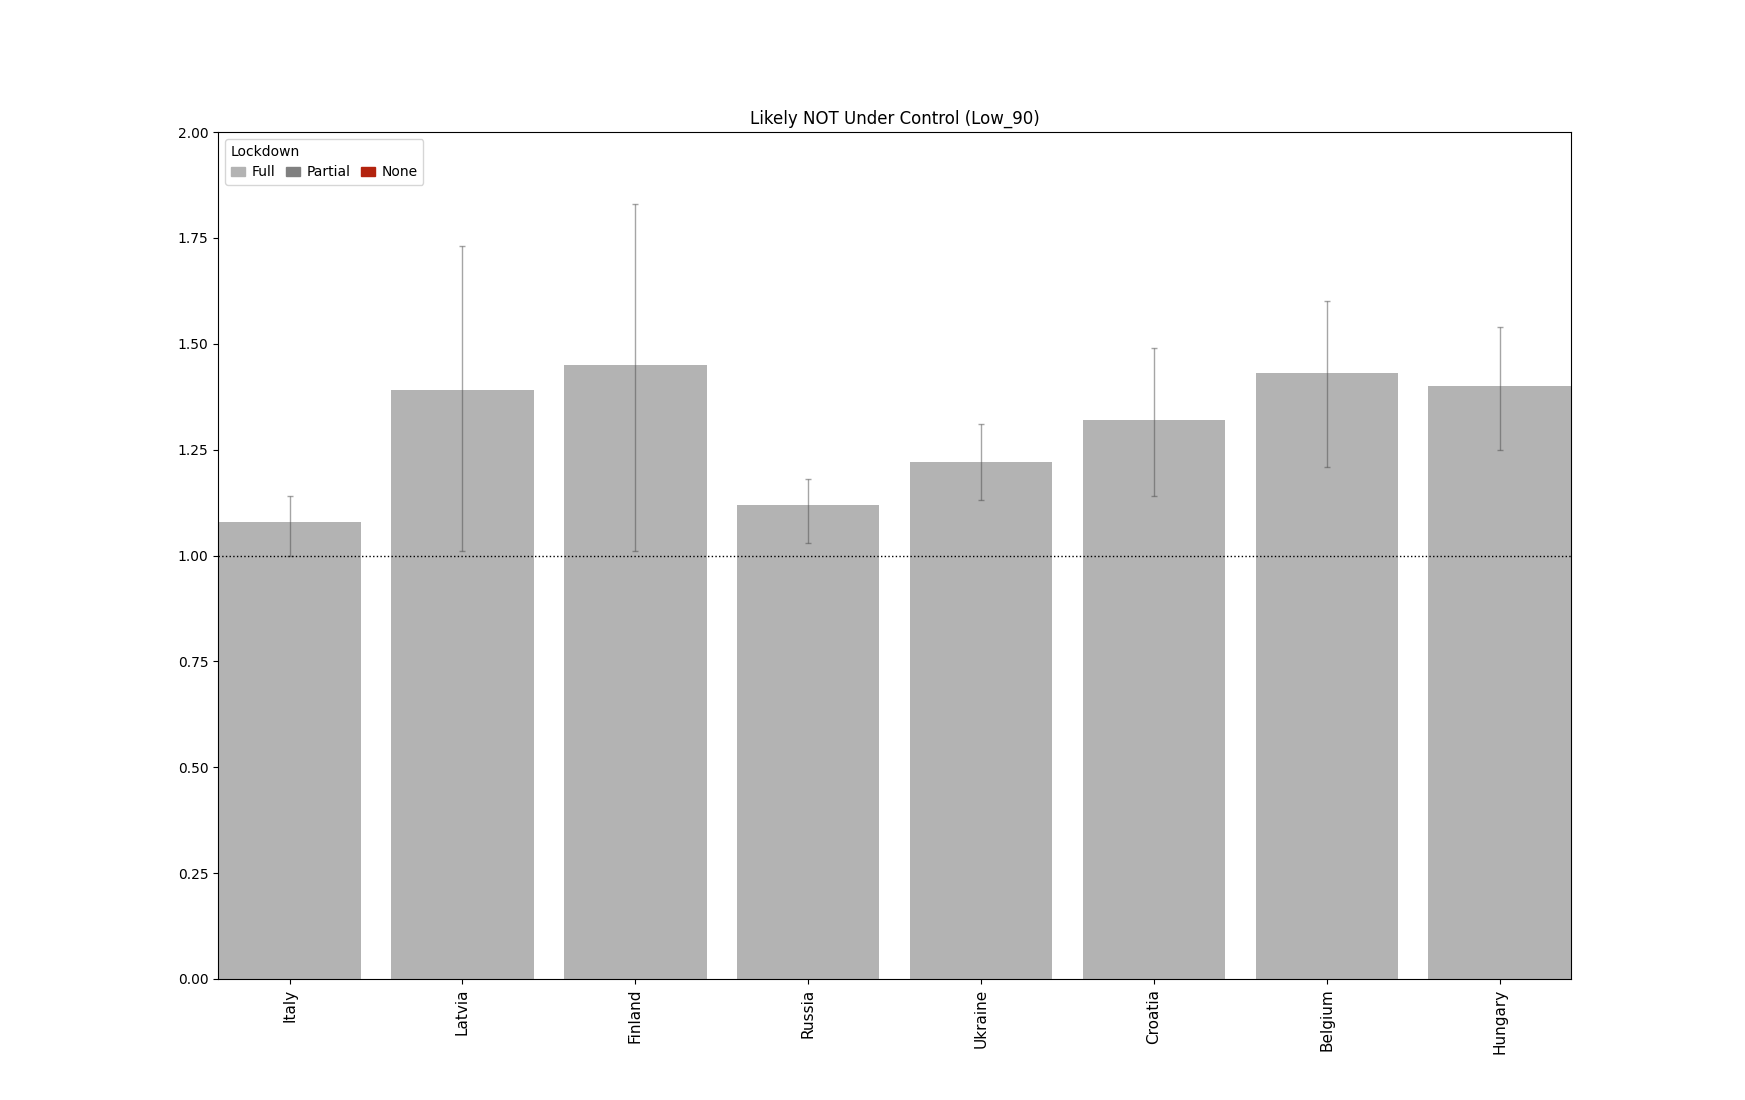 Likely NOT Under Control (Low_90)
Lockdown
Full Partial None
2.00
1.75
1.50
1.25
1.00
0.75
0.50
0.25
0.00
Italy
Latvia
Finland
Russia
Ukraine
Croatia
Belgium
Hungary